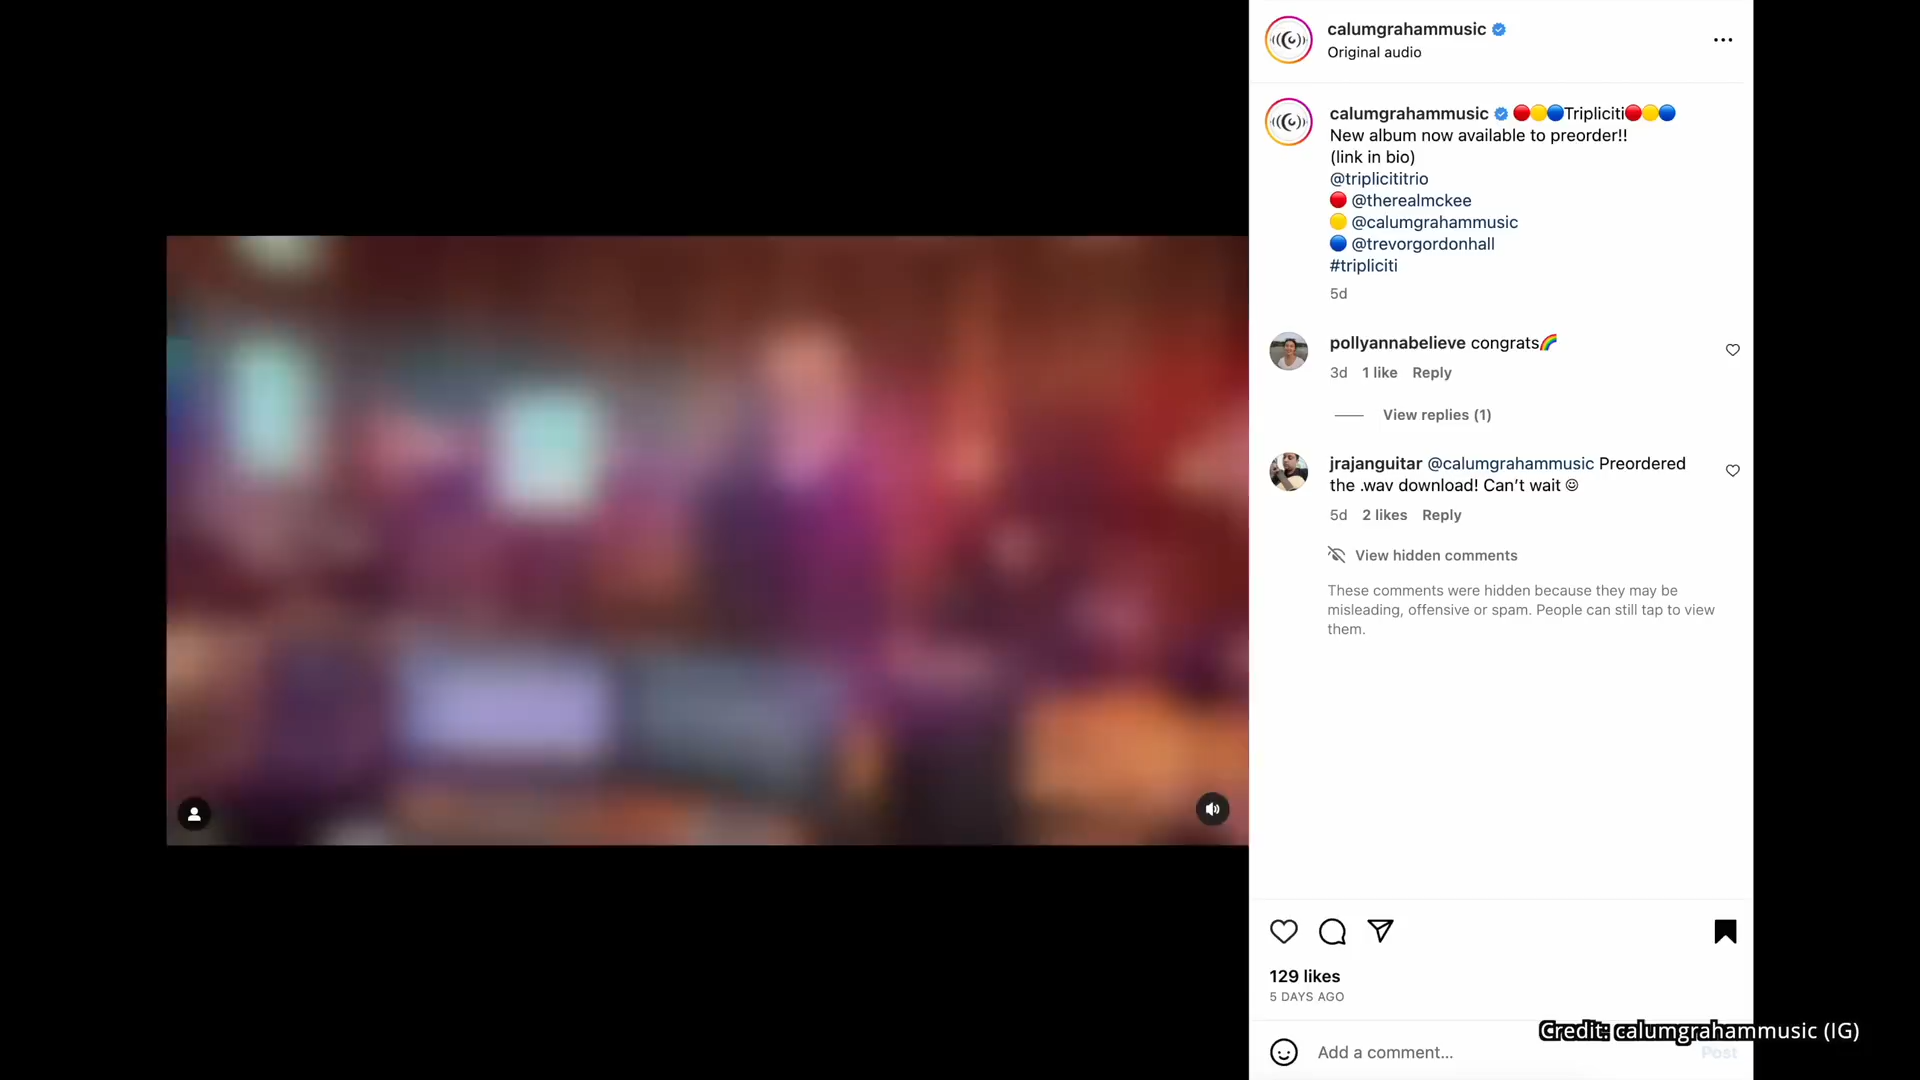 calumgrahammusic
Original audio
calumgrahammusic 🔴🟡🔵Tripliciti🔴🟡🔵
New album now available to preorder!!
(link in bio)
@triplicititrio
🔴 @therealmckee
🟡 @calumgrahammusic
🔵 @trevorgordonhall
#tripliciti
5d
pollyannabelieve congrats🌈
3d 1 like Reply
View replies (1)
jrajanguitar @calumgrahammusic Preordered
the .wav download! Can’t wait ☺
5d 2 likes Reply
View hidden comments
These comments were hidden because they may be
misleading, offensive or spam. People can still tap to view
them.
129 likes
5 DAYS AGO
Credit: calumgrahammusic (IG)
Add a comment...
Post